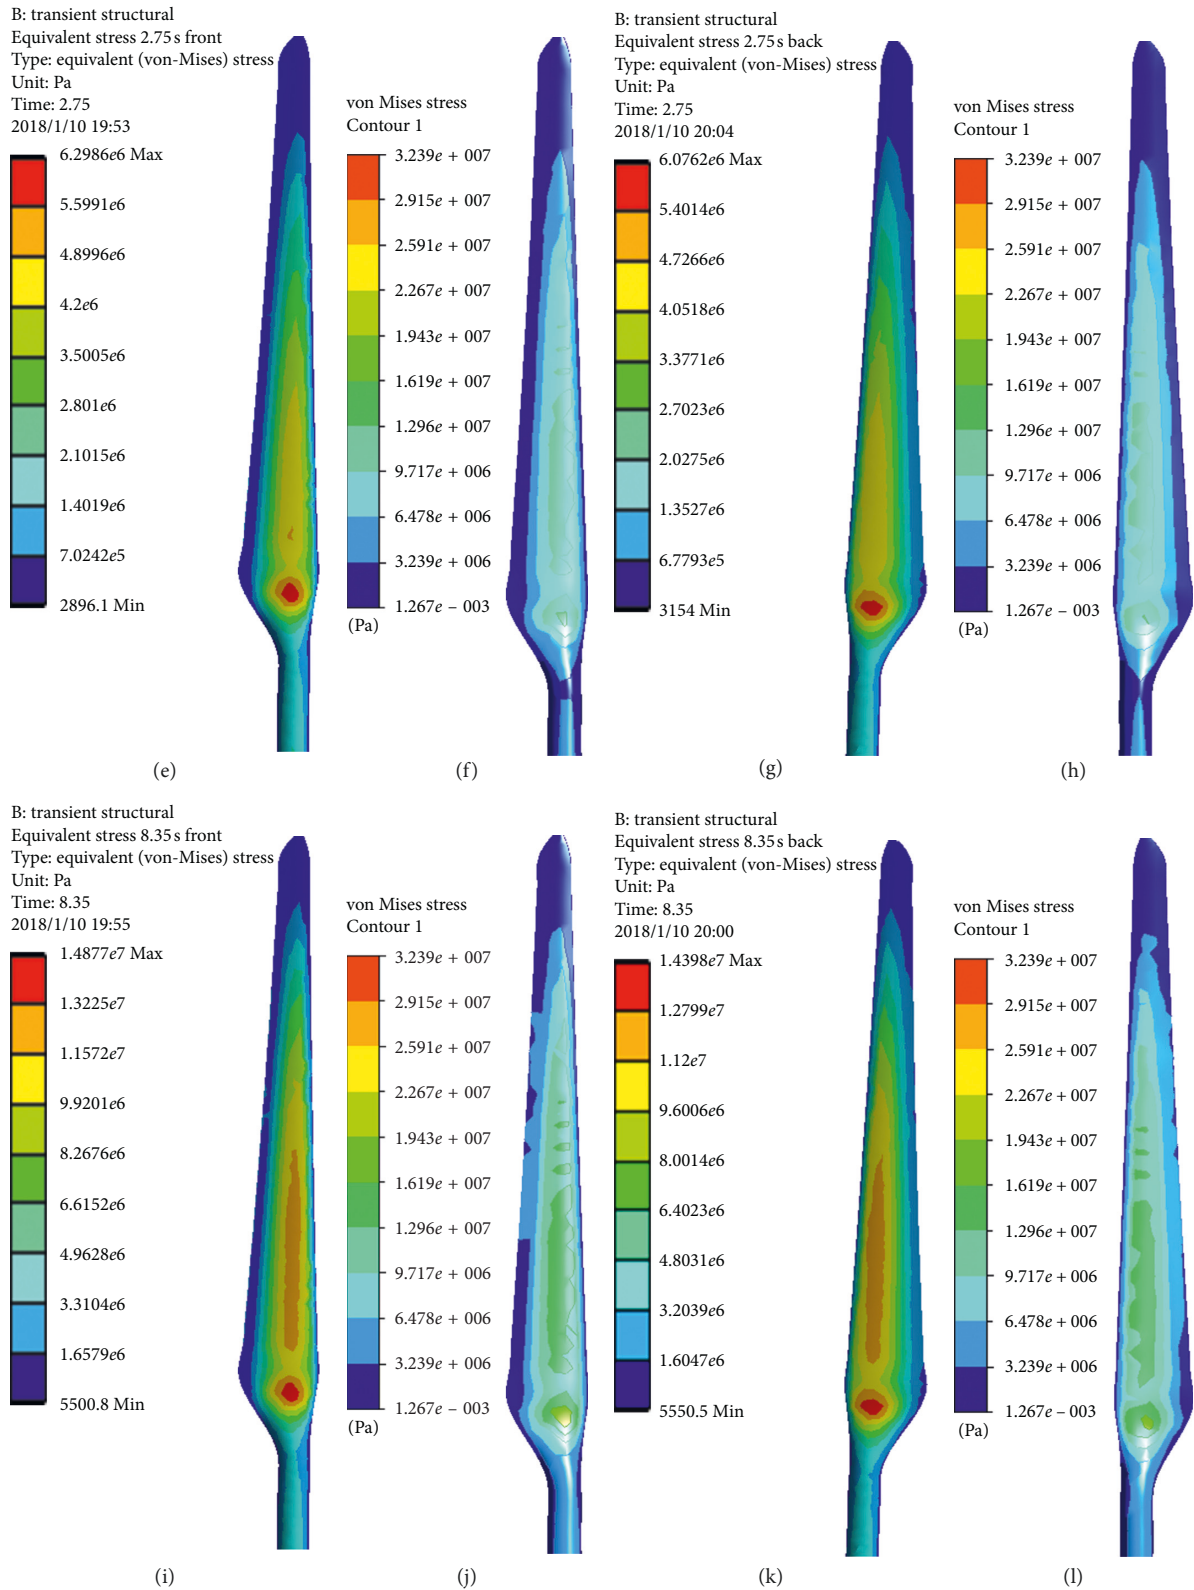 B: transient structural
Equivalent stress 2.75 s front
Type: equivalent (von-Mises) stress
Unit: Pa
Time: 2.75
2018/1/10 19:53
6.2986e6 Max
5.5991e6
4.8996e6
4.2e6
3.5005e6
2.801e6
2.1015e6
1.4019e6
7.0242e5
2896.1 Min
(e)
von Mises stress
Contour 1
3.239e + 007
2.915e + 007
2.591e + 007
2.267e + 007
1.943e + 007
1.619e + 007
1.296e + 007
9.717e + 006
6.478e + 006
3.239e + 006
1.267e – 003
(Pa)
(f)
B: transient structural
Equivalent stress 2.75 s back
Type: equivalent (von-Mises) stress
Unit: Pa
Time: 2.75
2018/1/10 20:04
6.0762e6 Max
5.4014e6
4.7266e6
4.0518e6
3.3771e6
2.7023e6
2.0275e6
1.3527e6
6.7793e5
3154 Min
(g)
von Mises stress
Contour 1
3.239e + 007
2.915e + 007
2.591e + 007
2.267e + 007
1.943e + 007
1.619e + 007
1.296e + 007
9.717e + 006
6.478e + 006
3.239e + 006
1.267e – 003
(Pa)
(h)
B: transient structural
Equivalent stress 8.35 s front
Type: equivalent (von-Mises) stress
Unit: Pa
Time: 8.35
2018/1/10 19:55
1.4877e7 Max
1.3225e7
1.1572e7
9.9201e6
8.2676e6
6.6152e6
4.9628e6
3.3104e6
1.6579e6
5500.8 Min
(i)
von Mises stress
Contour 1
3.239e + 007
2.915e + 007
2.591e + 007
2.267e + 007
1.943e + 007
1.619e + 007
1.296e + 007
9.717e + 006
6.478e + 006
3.239e + 006
1.267e – 003
(Pa)
(j)
B: transient structural
Equivalent stress 8.35 s back
Type: equivalent (von-Mises) stress
Unit: Pa
Time: 8.35
2018/1/10 20:00
1.4398e7 Max
1.2799e7
1.12e7
9.6006e6
8.0014e6
6.4023e6
4.8031e6
3.2039e6
1.6047e6
5550.5 Min
(k)
von Mises stress
Contour 1
3.239e + 007
2.915e + 007
2.591e + 007
2.267e + 007
1.943e + 007
1.619e + 007
1.296e + 007
9.717e + 006
6.478e + 006
3.239e + 006
1.267e – 003
(Pa)
(l)